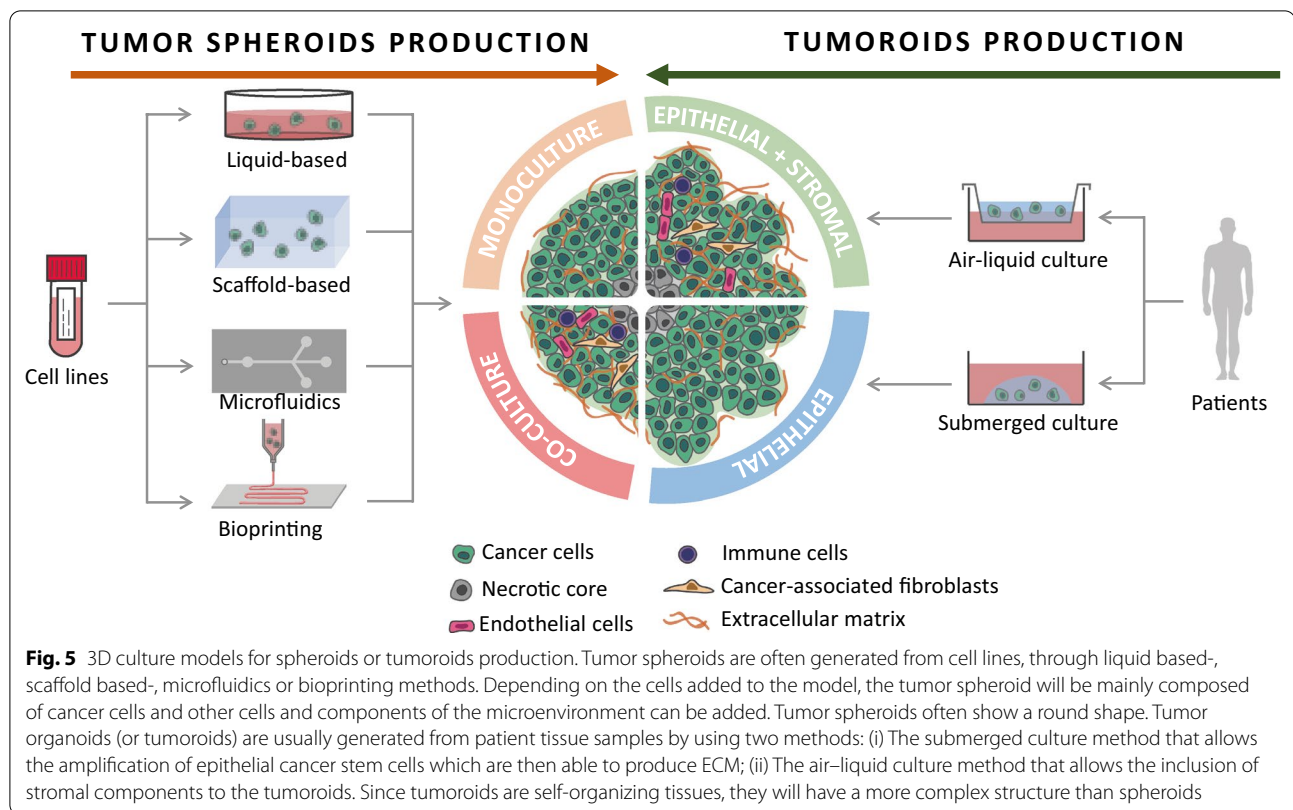 TUMOR SPHEROIDS PRODUCTION
TUMOROIDS PRODUCTION
Liquid-based
Scaffold-based
Microfluidics
Bioprinting
Cell lines
MONOCULTURE
EPITHELIAL + STROMAL
CO-CULTURE
EPITHELIAL
Air-liquid culture
Submerged culture
Patients
Cancer cells
Necrotic core
Endothelial cells
Immune cells
Cancer-associated fibroblasts
Extracellular matrix
Fig. 5 3D culture models for spheroids or tumoroids production. Tumor spheroids are often generated from cell lines, through liquid based-,
scaffold based-, microfluidics or bioprinting methods. Depending on the cells added to the model, the tumor spheroid will be mainly composed
of cancer cells and other cells and components of the microenvironment can be added. Tumor spheroids often show a round shape. Tumor
organoids (or tumoroids) are usually generated from patient tissue samples by using two methods: (i) The submerged culture method that allows
the amplification of epithelial cancer stem cells which are then able to produce ECM; (ii) The air–liquid culture method that allows the inclusion of
stromal components to the tumoroids. Since tumoroids are self-organizing tissues, they will have a more complex structure than spheroids